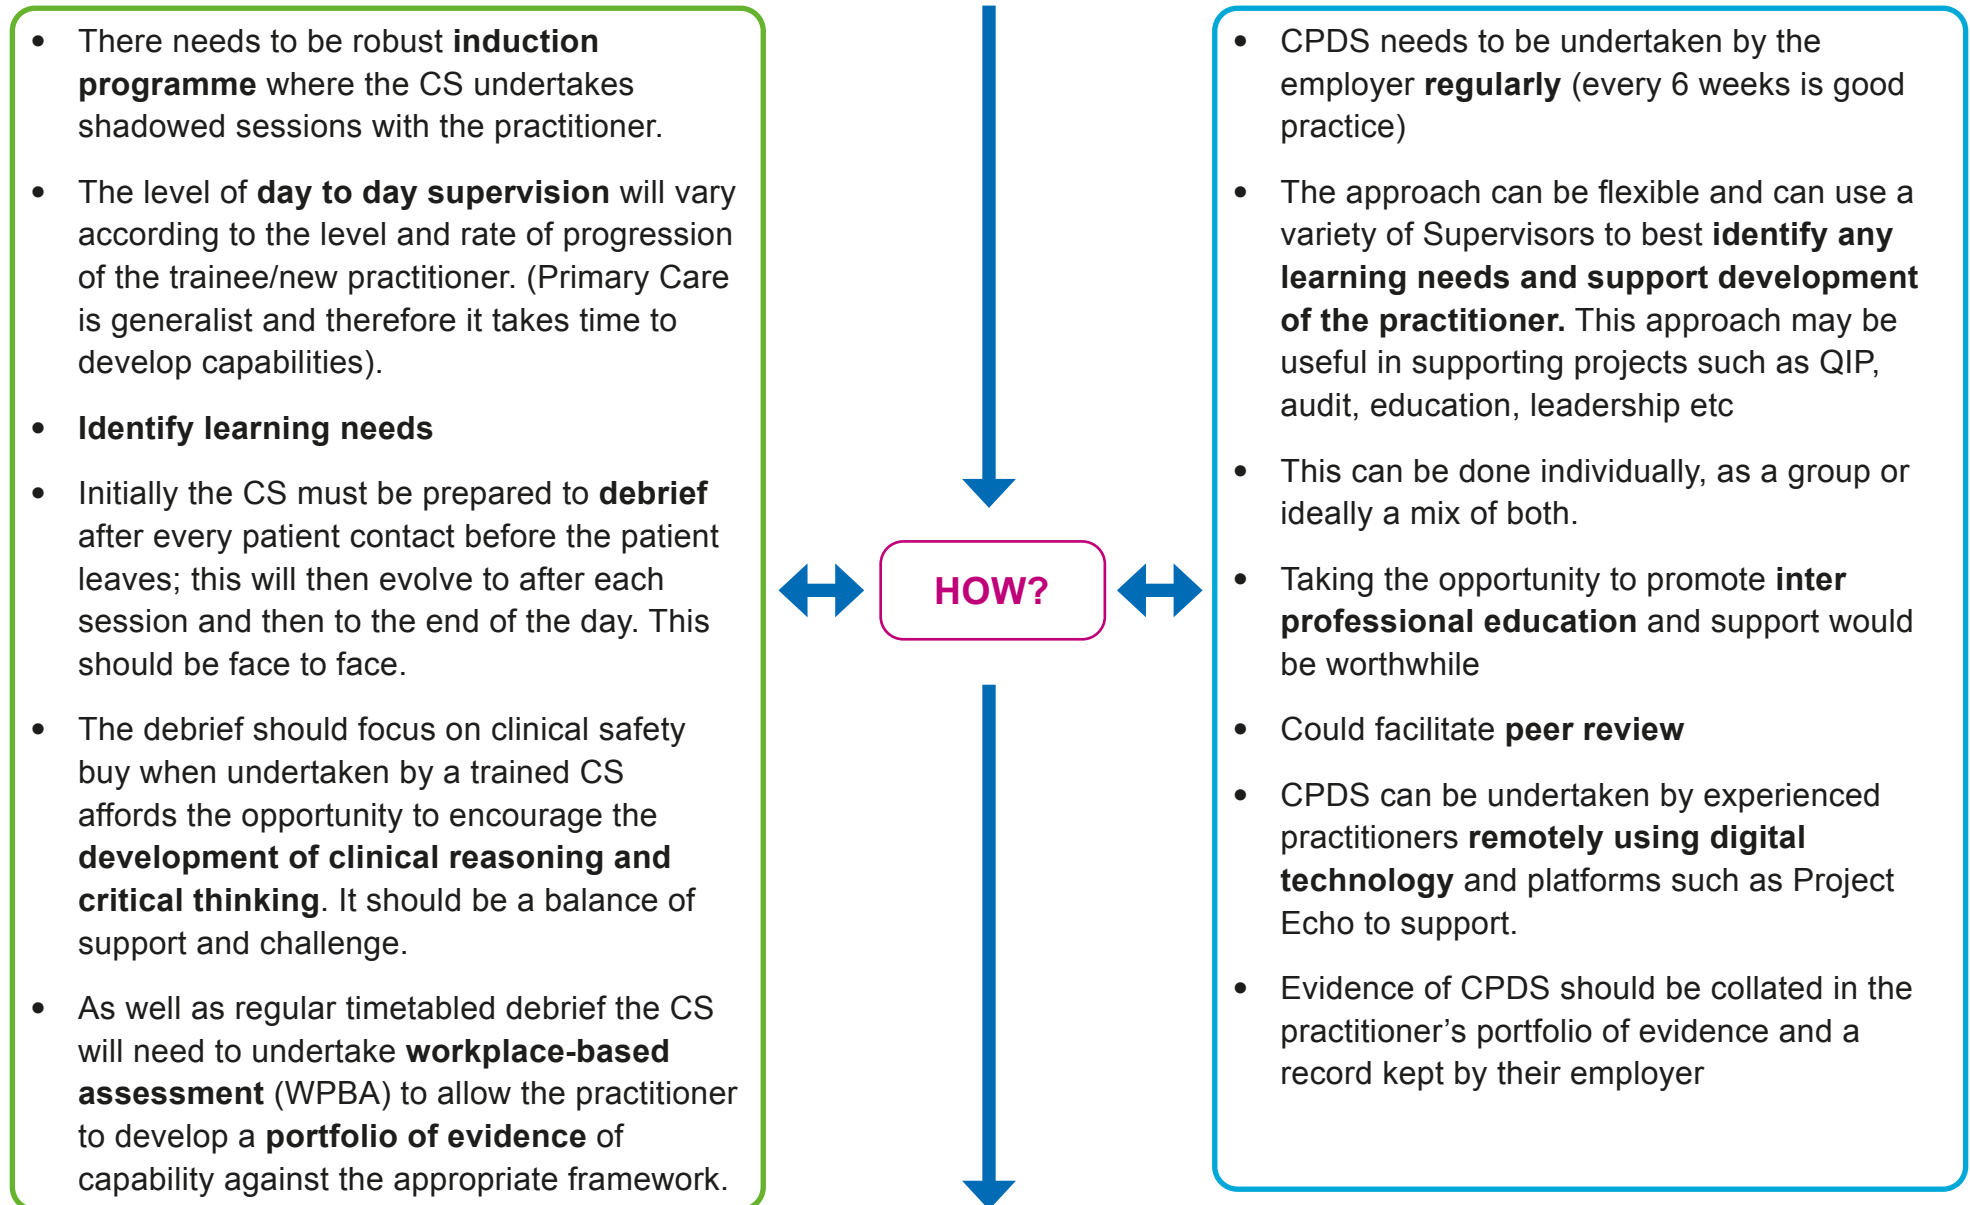 • There needs to be robust induction
programme where the CS undertakes
shadowed sessions with the practitioner.
• The level of day to day supervision will vary
according to the level and rate of progression
of the trainee/new practitioner. (Primary Care
is generalist and therefore it takes time to
develop capabilities).
• Identify learning needs
• Initially the CS must be prepared to debrief
after every patient contact before the patient
leaves; this will then evolve to after each
session and then to the end of the day. This
should be face to face.
• The debrief should focus on clinical safety
buy when undertaken by a trained CS
affords the opportunity to encourage the
development of clinical reasoning and
critical thinking. It should be a balance of
support and challenge.
• As well as regular timetabled debrief the CS
will need to undertake workplace-based
assessment (WPBA) to allow the practitioner
to develop a portfolio of evidence of
capability against the appropriate framework.
HOW?
• CPDS needs to be undertaken by the
employer regularly (every 6 weeks is good
practice)
• The approach can be flexible and can use a
variety of Supervisors to best identify any
learning needs and support development
of the practitioner. This approach may be
useful in supporting projects such as QIP,
audit, education, leadership etc
• This can be done individually, as a group or
ideally a mix of both.
• Taking the opportunity to promote inter
professional education and support would
be worthwhile
• Could facilitate peer review
• CPDS can be undertaken by experienced
practitioners remotely using digital
technology and platforms such as Project
Echo to support.
• Evidence of CPDS should be collated in the
practitioner’s portfolio of evidence and a
record kept by their employer